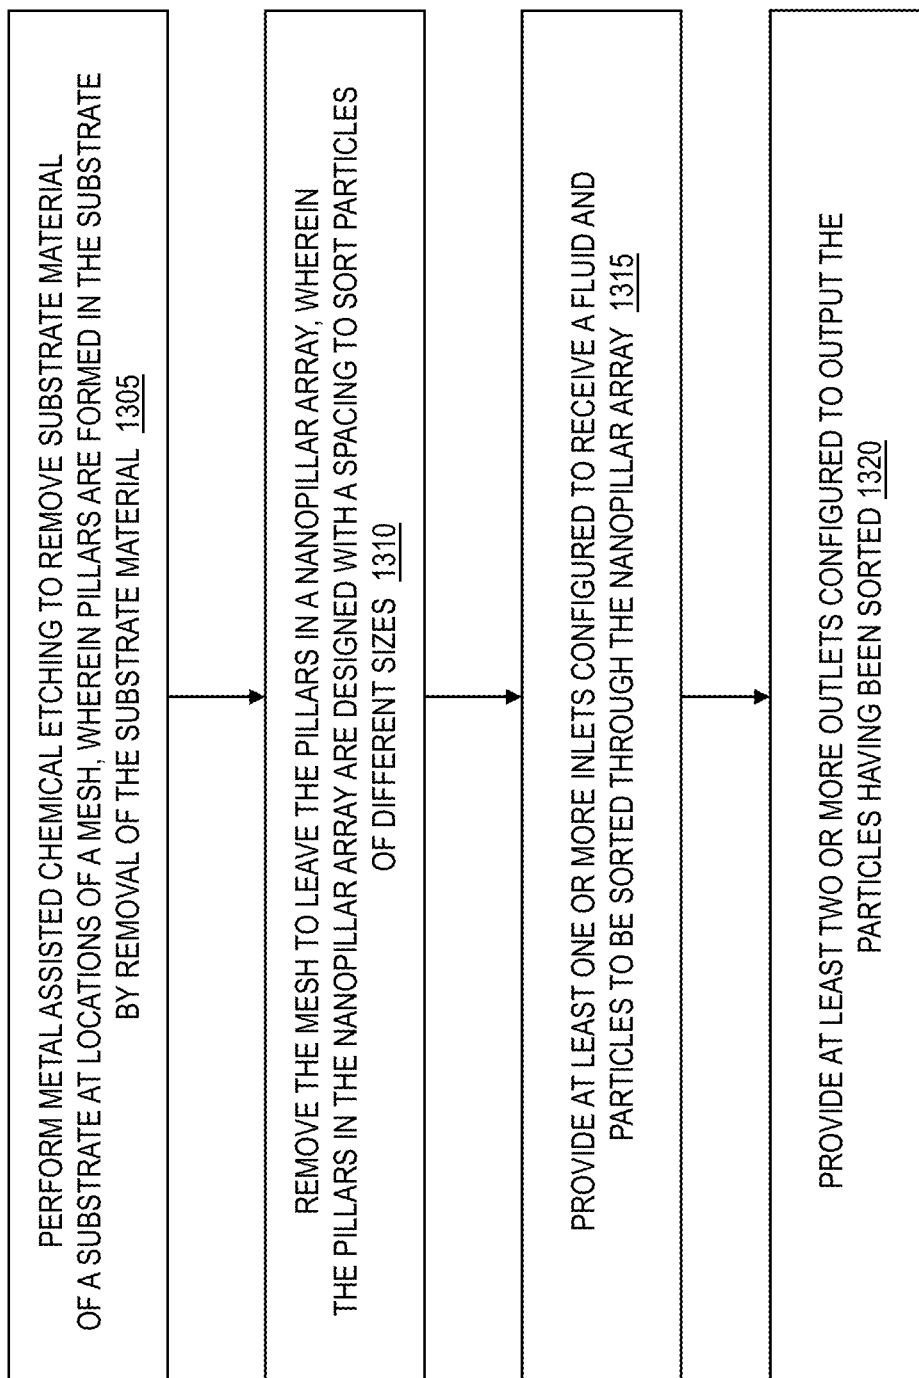 PERFORM METAL ASSISTED CHEMICAL ETCHING TO REMOVE SUBSTRATE MATERIAL
OF A SUBSTRATE AT LOCATIONS OF A MESH, WHEREIN PILLARS ARE FORMED IN THE SUBSTRATE
BY REMOVAL OF THE SUBSTRATE MATERIAL 1305
REMOVE THE MESH TO LEAVE THE PILLARS IN A NANOPILLAR ARRAY, WHEREIN
THE PILLARS IN THE NANOPILLAR ARRAY ARE DESIGNED WITH A SPACING TO SORT PARTICLES
OF DIFFERENT SIZES 1310
PROVIDE AT LEAST ONE OR MORE INLETS CONFIGURED TO RECEIVE A FLUID AND
PARTICLES TO BE SORTED THROUGH THE NANOPILLAR ARRAY 1315
PROVIDE AT LEAST TWO OR MORE OUTLETS CONFIGURED TO OUTPUT THE
PARTICLES HAVING BEEN SORTED 1320